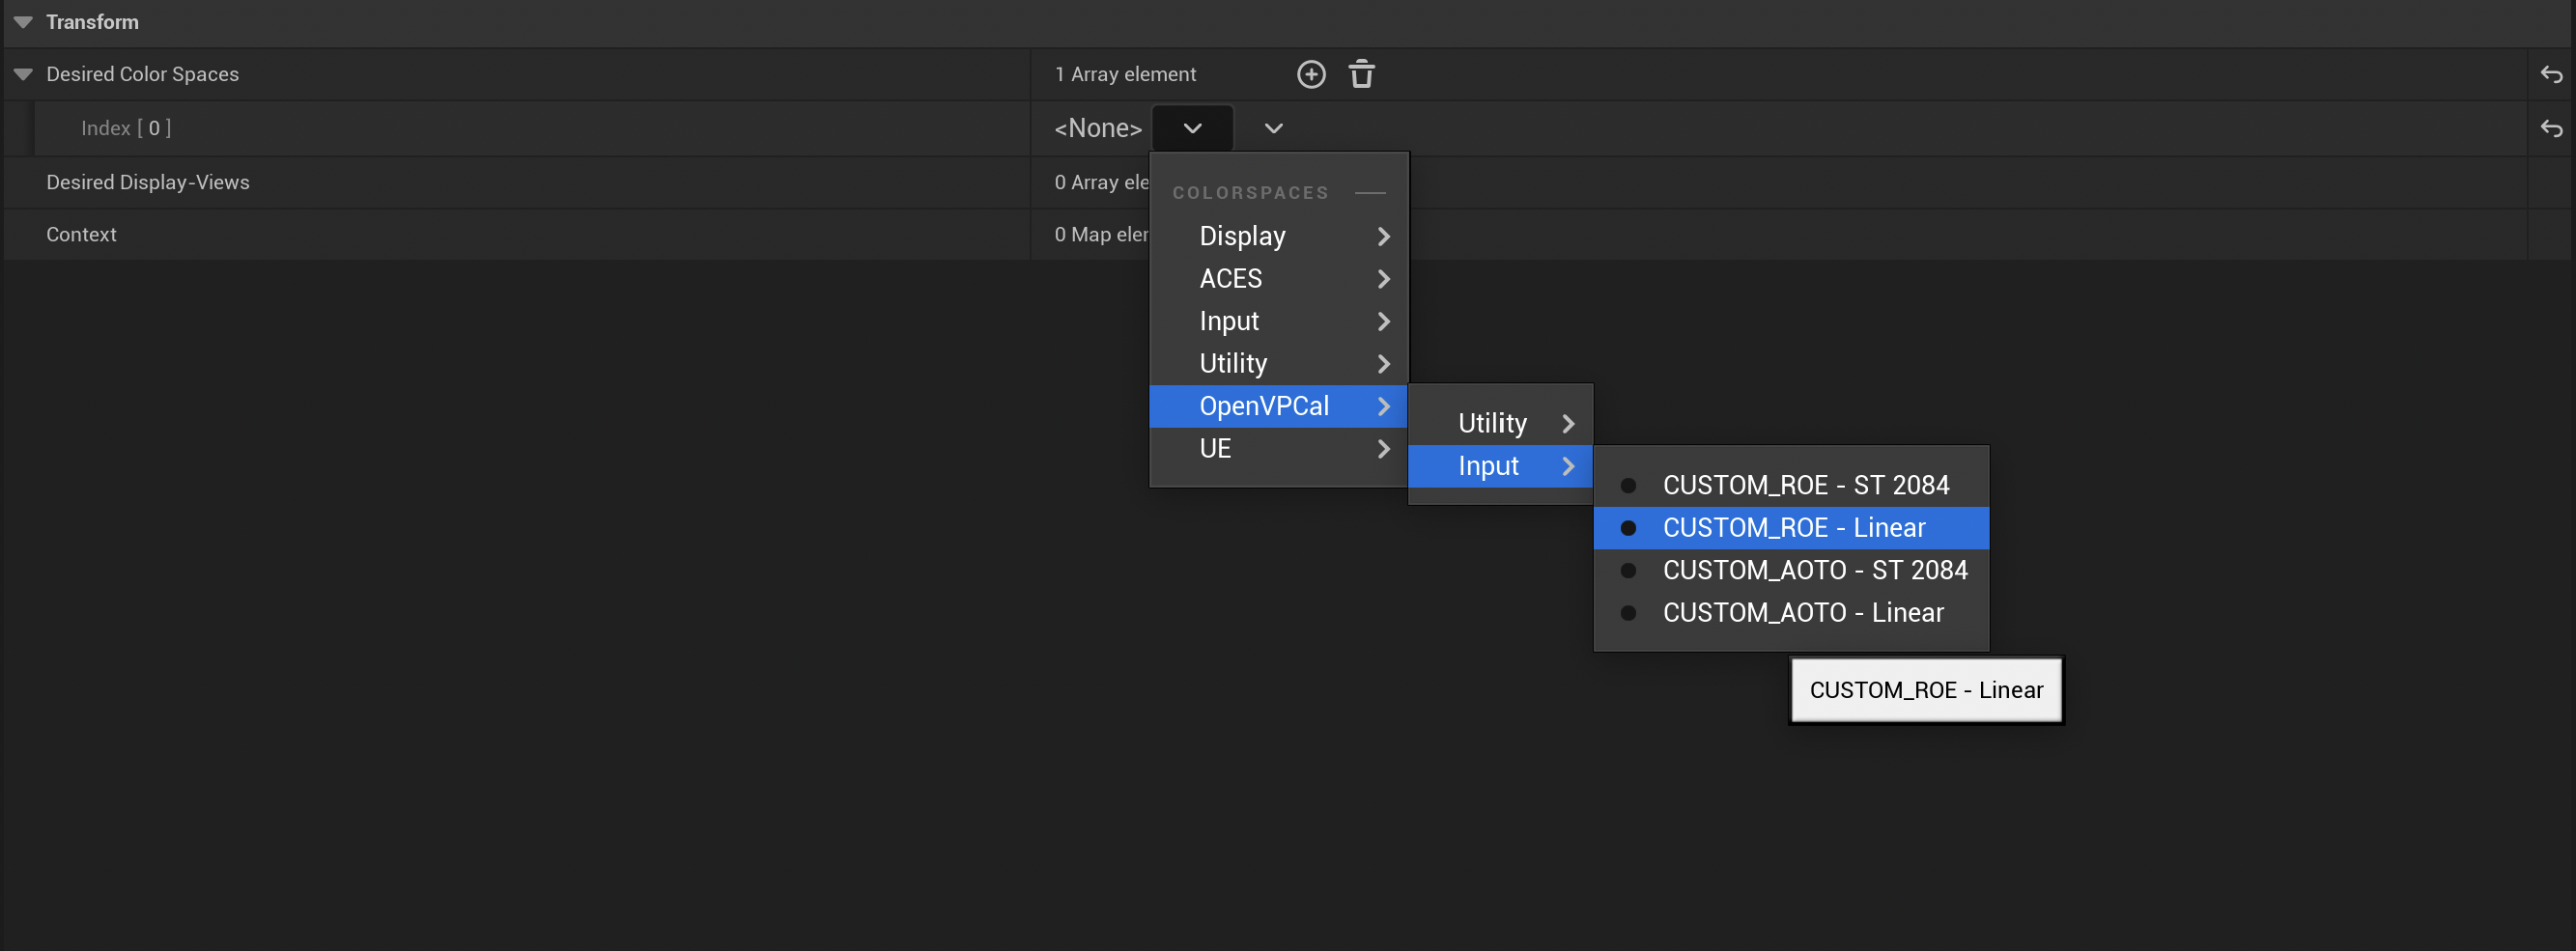 Transform
Desired Color Spaces 1 Array element
Index [ 0 ] <None>
Desired Display-Views 0 Array ele
Context 0 Map eler
COLORSPACES
Display
ACES
Input
Utility
OpenVPCal
UE
Utility
Input
CUSTOM_ROE - ST 2084
CUSTOM_ROE - Linear
CUSTOM_AOTO - ST 2084
CUSTOM_AOTO - Linear
CUSTOM_ROE - Linear